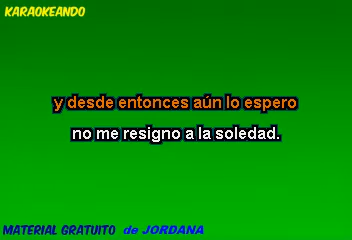 KARAOKEANDO
y desde entonces aún lo espero
no me resigno a la soledad.
MATERIAL GRATUITO de JORDANA